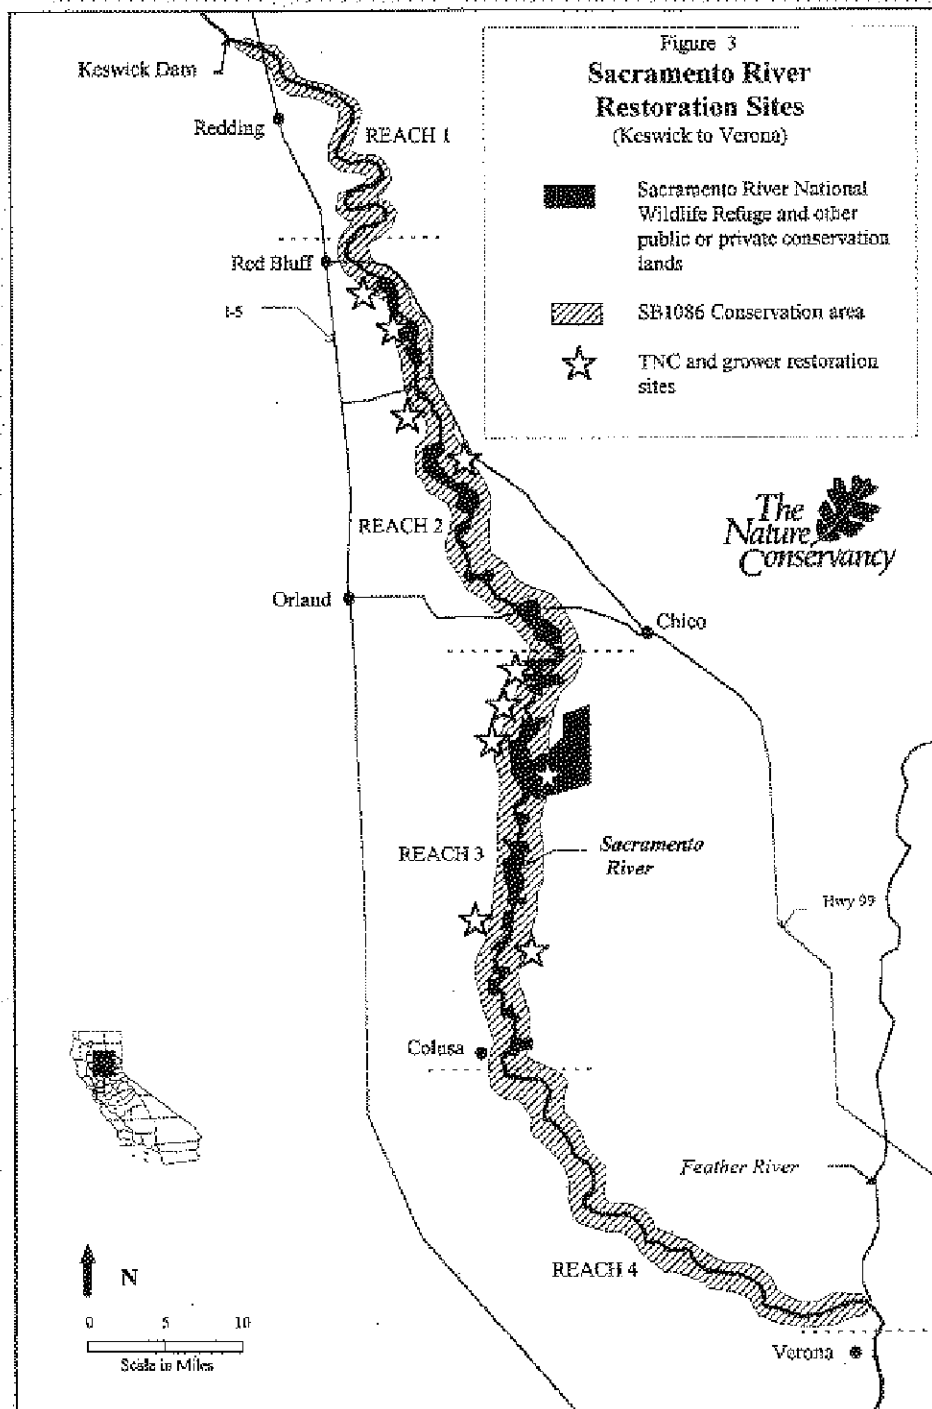 Figure 3
Sacramento River
Restoration Sites
(Keswick to Verona)
Sacramento River National
Wildlife Refuge and other
public or private conservation
lands
SB1086 Conservation area
TNC and grower restoration
sites
Keswick Dam
Redding
REACH 1
Red Bluff
I-5
The
Nature
Conservancy
REACH 2
Orland
Chico
REACH 3
Sacramento
River
Hwy 99
Colusa
Feather River
REACH 4
N
0 5 10
Scale in Miles
Verona